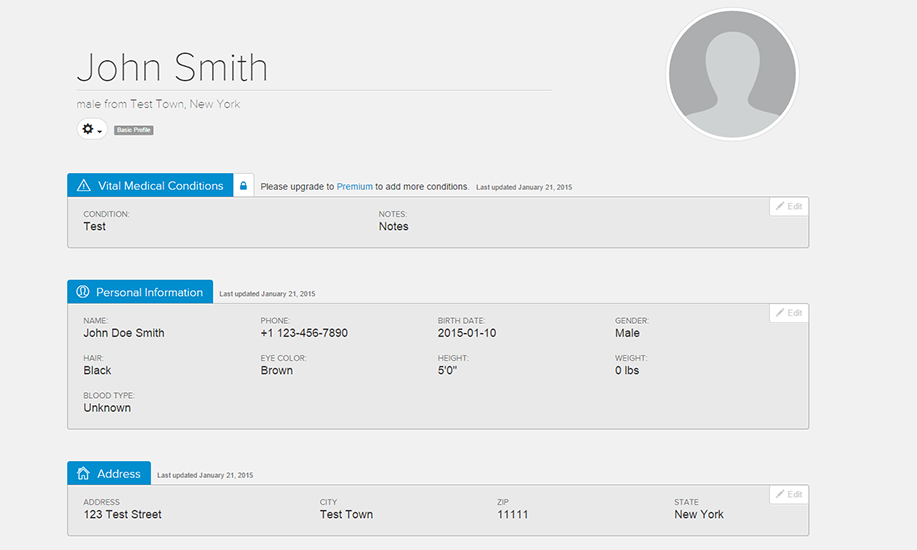 John Smith
male from Test Town, New York
Basic Profile
Vital Medical Conditions Please upgrade to Premium to add more conditions. Last updated January 21, 2015
Edit
CONDITION: NOTES:
Test Notes
Personal Information Last updated January 21, 2015
Edit
NAME: PHONE: BIRTH DATE: GENDER:
John Doe Smith +1 123-456-7890 2015-01-10 Male
HAIR: EYE COLOR: HEIGHT: WEIGHT:
Black Brown 5'0" 0 lbs
BLOOD TYPE:
Unknown
Address Last updated January 21, 2015
Edit
ADDRESS CITY ZIP STATE
123 Test Street Test Town 11111 New York